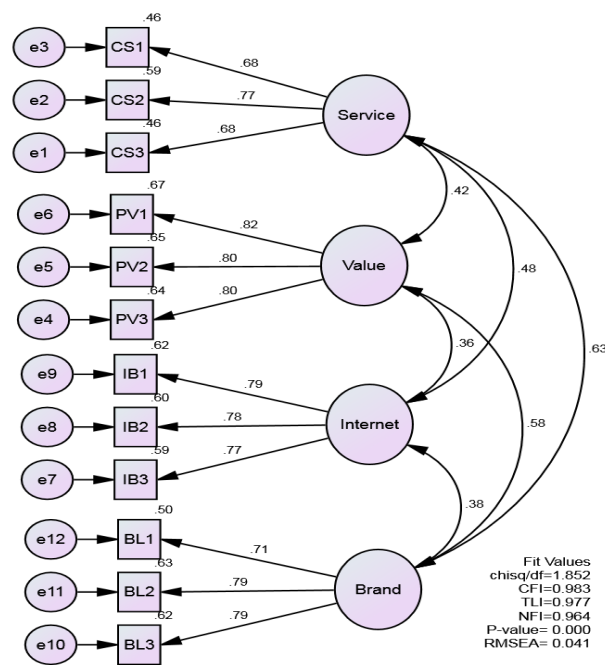 .46
e3
CS1
.68
.59
e2
CS2
.77
Service
.46
e1
CS3
.68
.42
.67
e6
PV1
.82
.65
e5
PV2
.80
Value
.48
.64
e4
PV3
.80
.63
.62
.36
e9
IB1
.79
.60
e8
IB2
.78
Internet
.58
.59
e7
IB3
.77
.50
.38
e12
BL1
.71
.63
e11
BL2
.79
Brand
.62
e10
BL3
.79
Fit Values
chisq/df=1.852
CFI=0.983
TLI=0.977
NFI=0.964
P-value= 0.000
RMSEA= 0.041